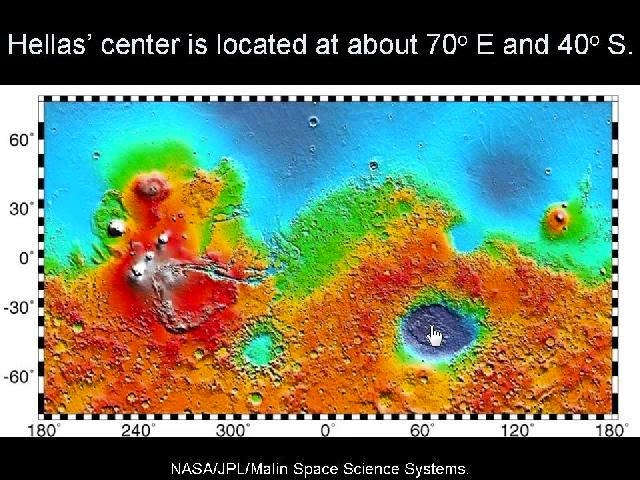 Hellas’ center is located at about 70° E and 40° S.
60°
30°
0°
-30°
-60°
180° 240° 300° 0° 60° 120° 180°
NASA/JPL/Malin Space Science Systems.